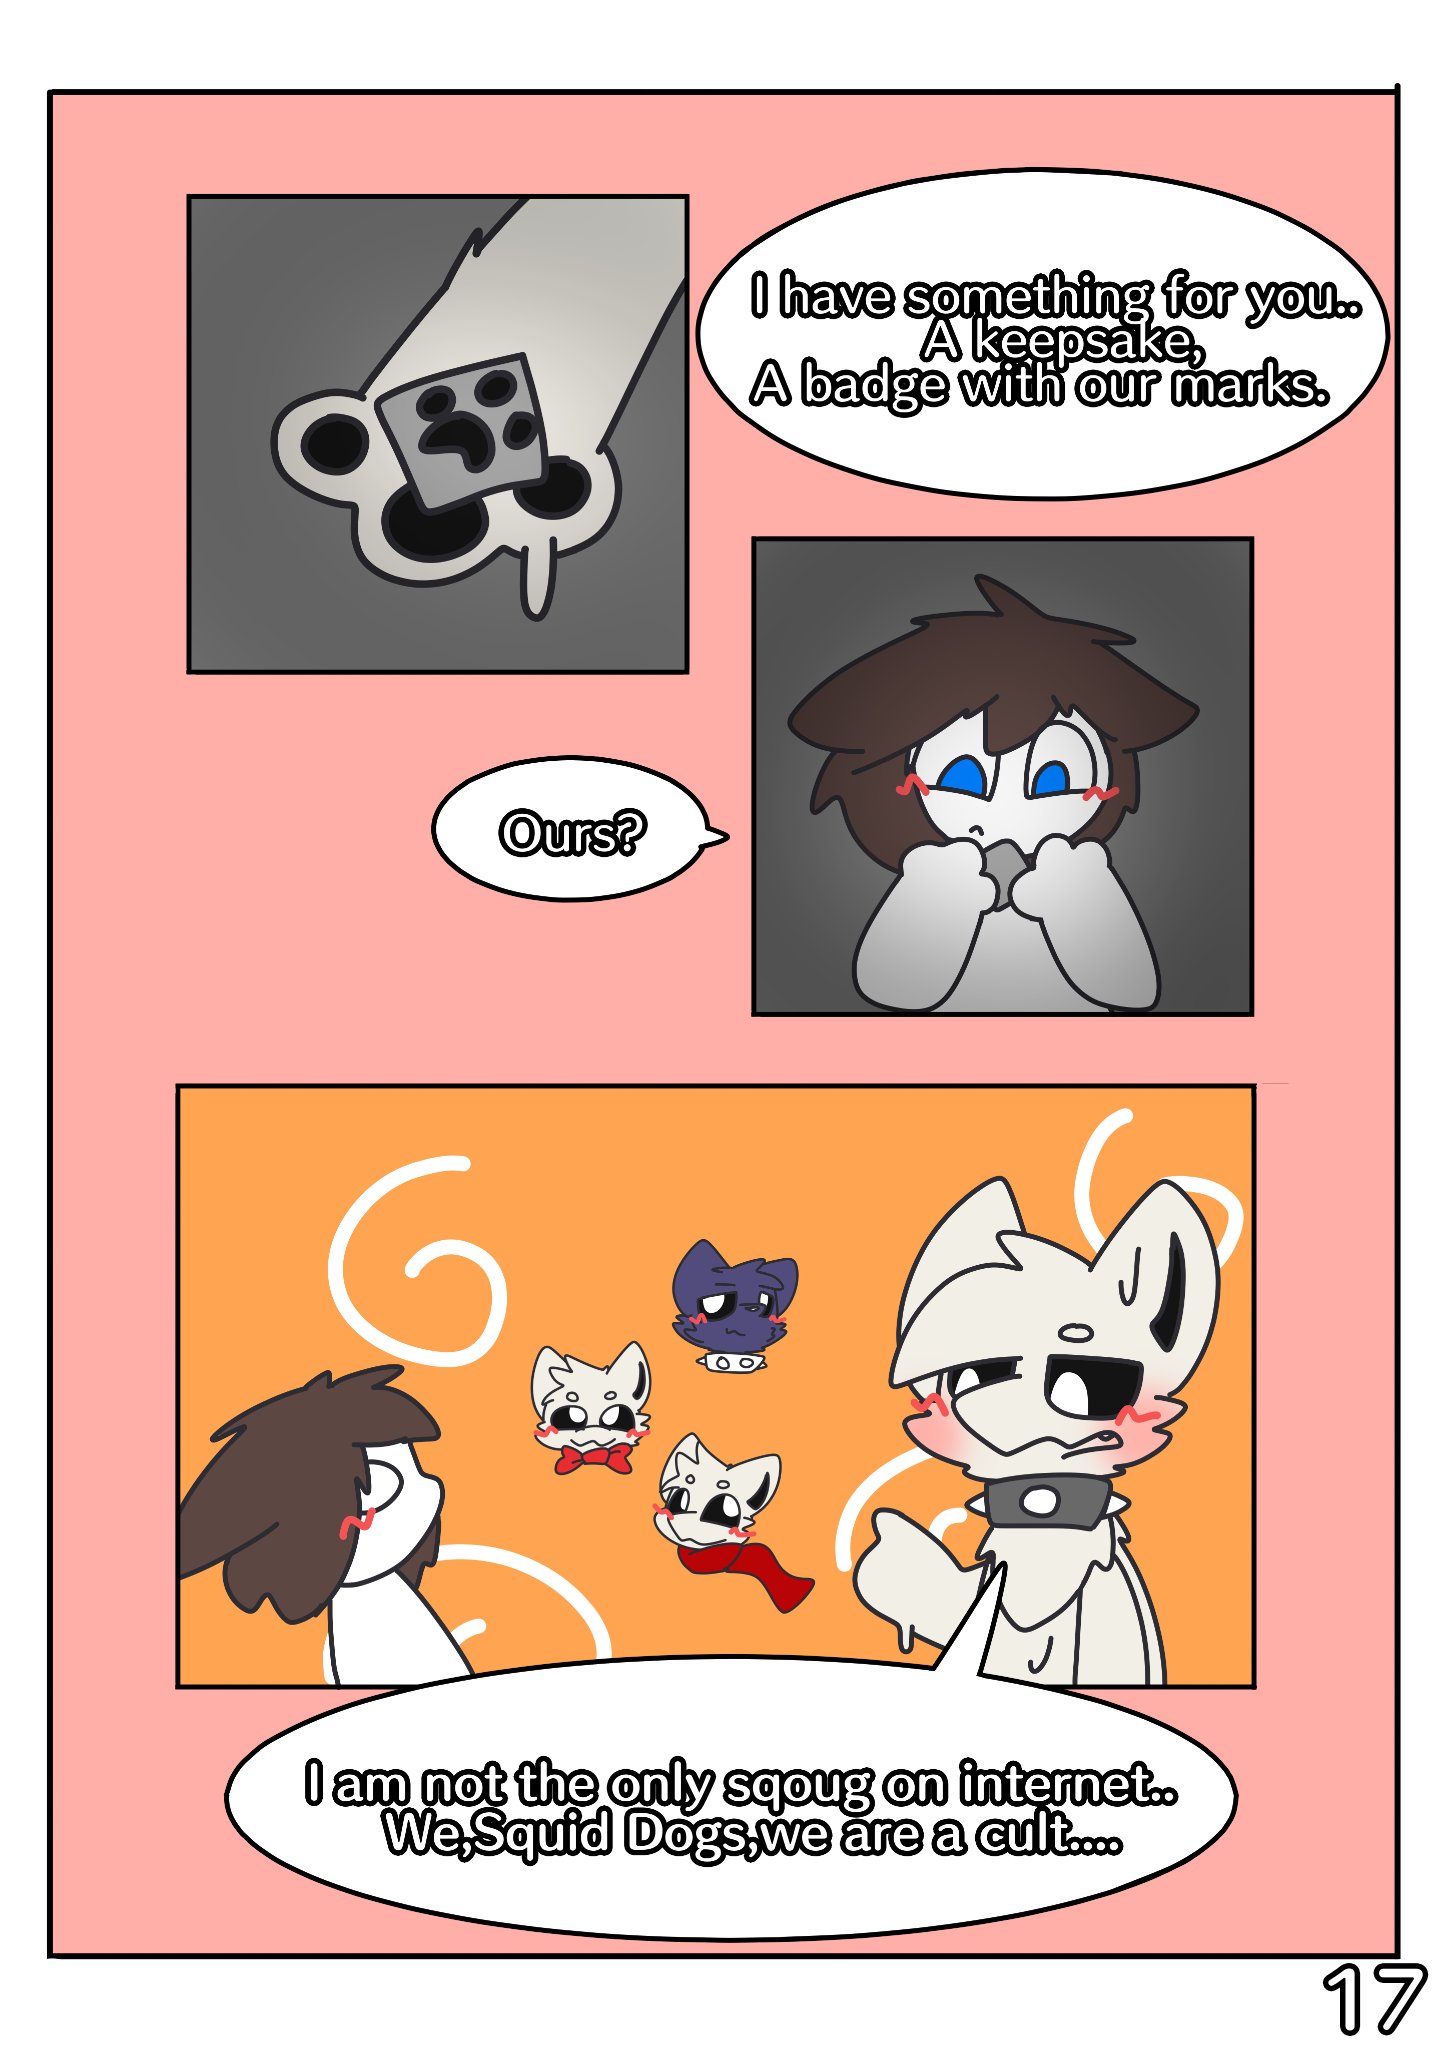 I have something for you..
A keepsake,
A badge with our marks.
Ours?
I am not the only sqoug on internet..
We,Squid Dogs,we are a cult....
17